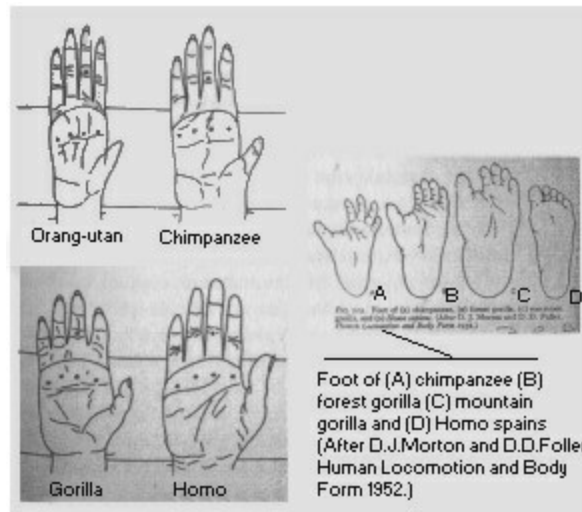 Orang-utan
Chimpanzee
Gorilla
Homo
A
B
C
D
Foot of (A) chimpanzee (B)
forest gorilla (C) mountain
gorilla and (D) Homo spains
(After D.J.Morton and D.D.Foller
Human Locomotion and Body
Form 1952.)